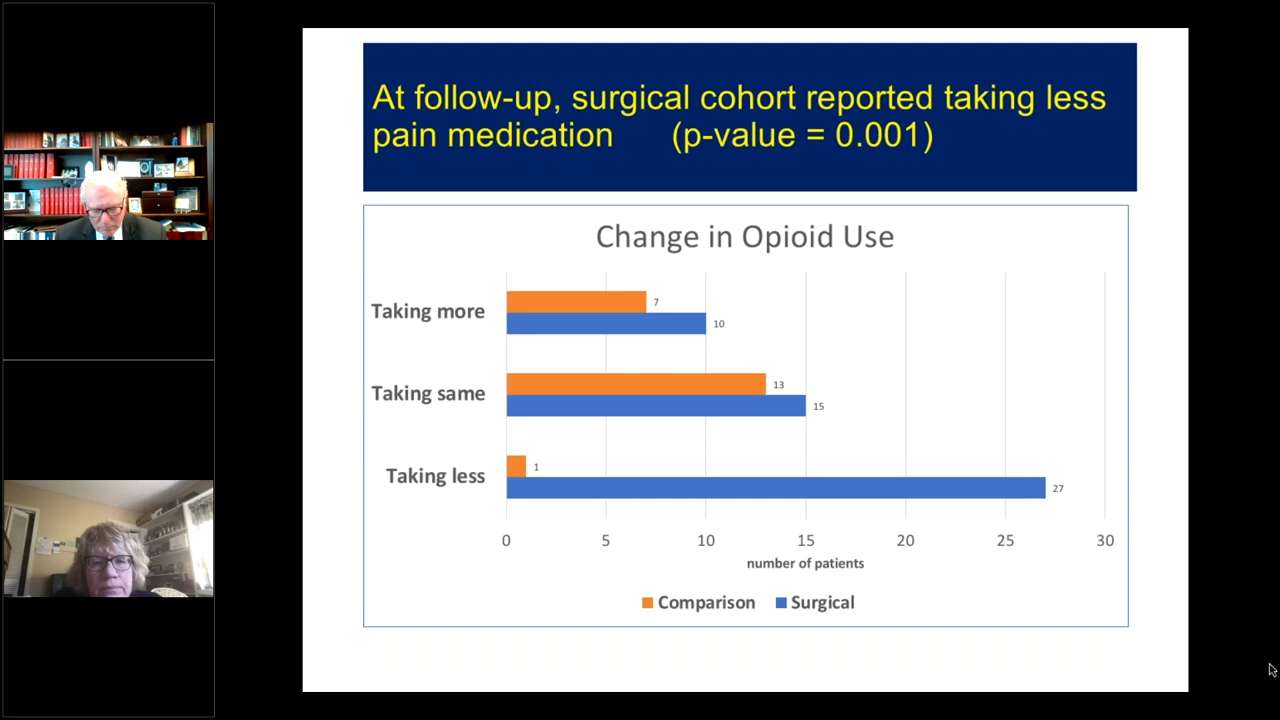 At follow-up, surgical cohort reported taking less
pain medication (p-value = 0.001)
Change in Opioid Use
Taking more
7
10
Taking same
13
15
Taking less
1
27
0 5 10 15 20 25 30
number of patients
Comparison Surgical